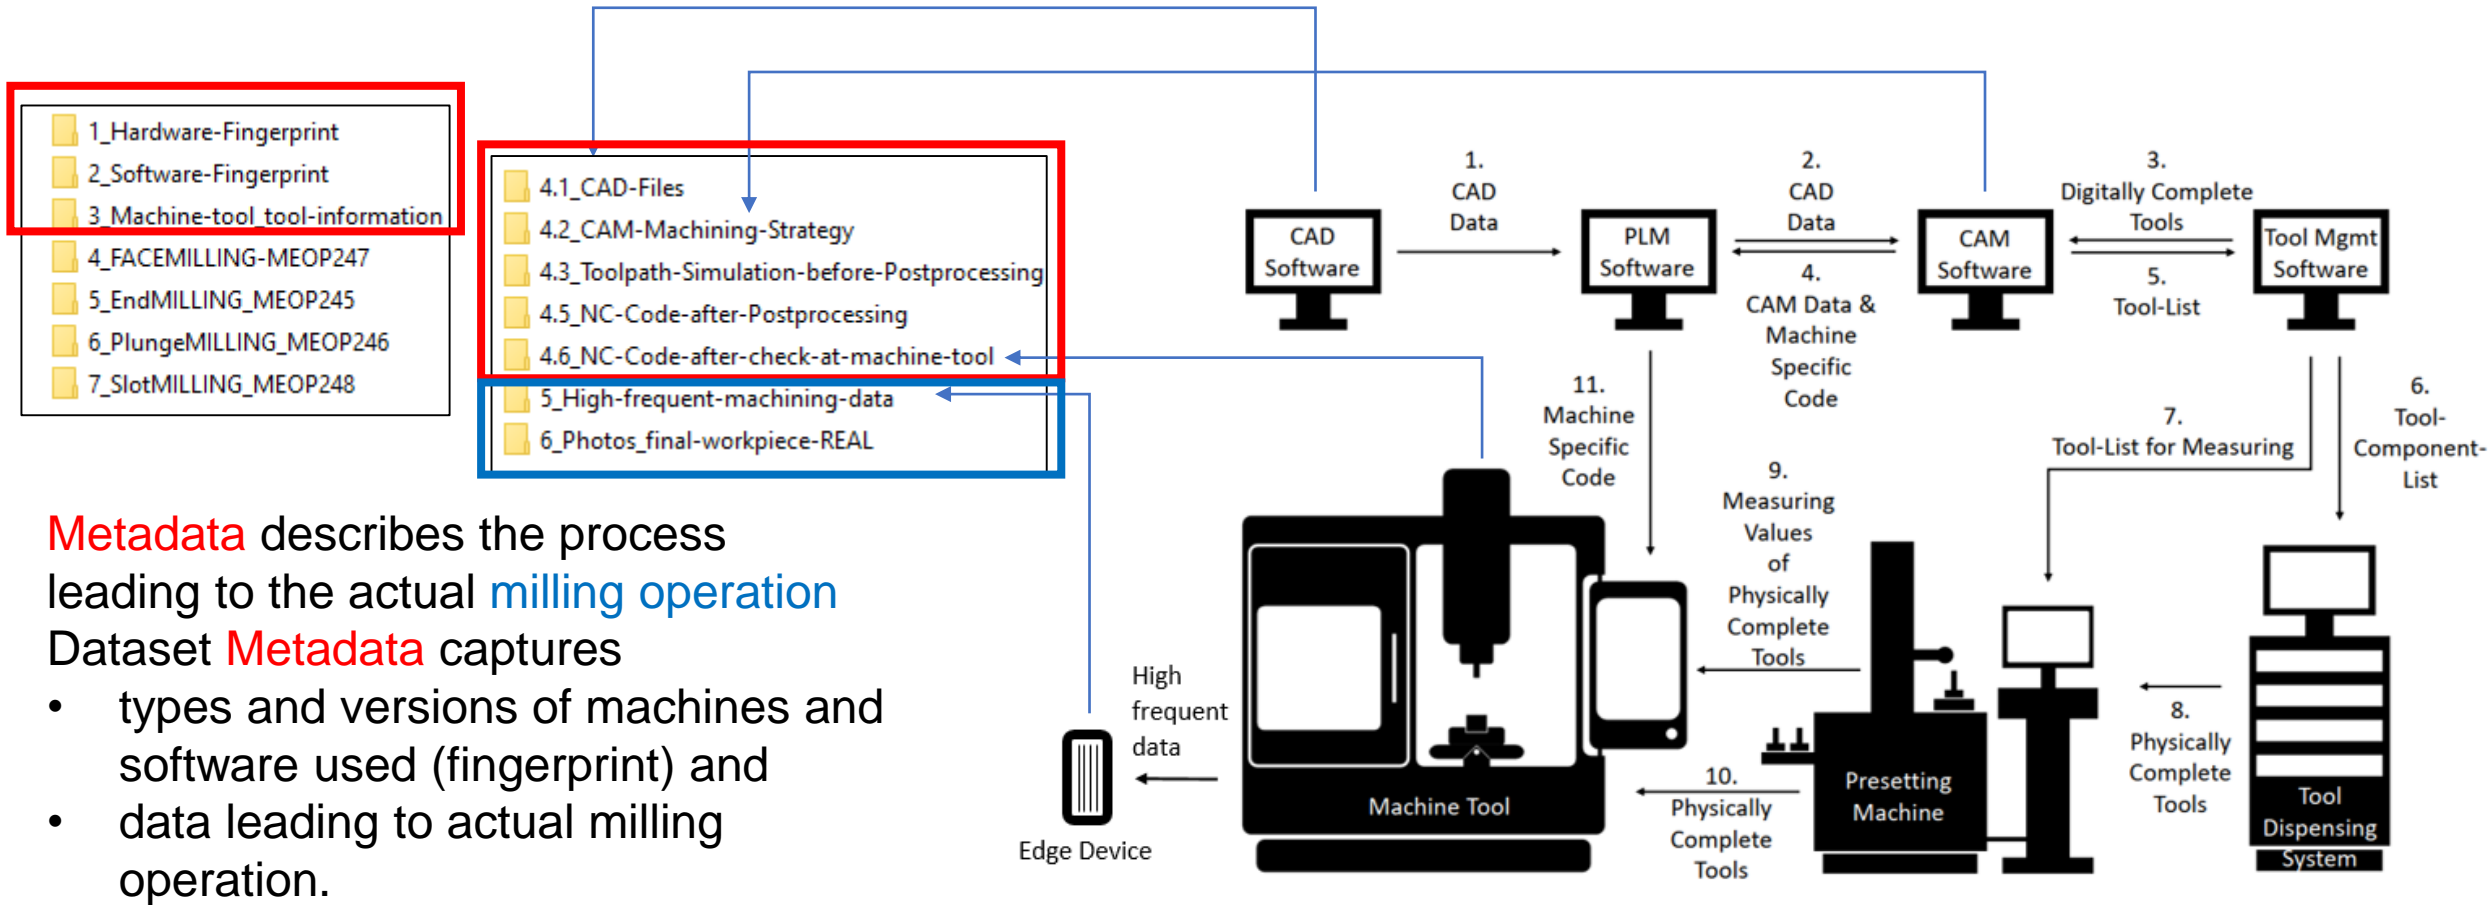 1_Hardware-Fingerprint
2_Software-Fingerprint
3_Machine-tool_tool-information
4_FACEMILLING-MEOP247
5_EndMILLING_MEOP245
6_PlungeMILLING_MEOP246
7_SlotMILLING_MEOP248
4.1_CAD-Files
4.2_CAM-Machining-Strategy
4.3_Toolpath-Simulation-before-Postprocessing
4.5_NC-Code-after-Postprocessing
4.6_NC-Code-after-check-at-machine-tool
5_High-frequent-machining-data
6_Photos_final-workpiece-REAL
Metadata describes the process
leading to the actual milling operation
Dataset Metadata captures
• types and versions of machines and
software used (fingerprint) and
• data leading to actual milling
operation.
CAD
Software
1.
CAD
Data
PLM
Software
2.
CAD
Data
4.
CAM Data &
Machine
Specific
Code
CAM
Software
3.
Digitally Complete
Tools
5.
Tool-List
Tool Mgmt
Software
6.
Tool-
Component-
List
7.
Tool-List for Measuring
11.
Machine
Specific
Code
9.
Measuring
Values
of
Physically
Complete
Tools
8.
Physically
Complete
Tools
10.
Physically
Complete
Tools
High
frequent
data
Edge Device
Machine Tool
Presetting
Machine
Tool
Dispensing
System